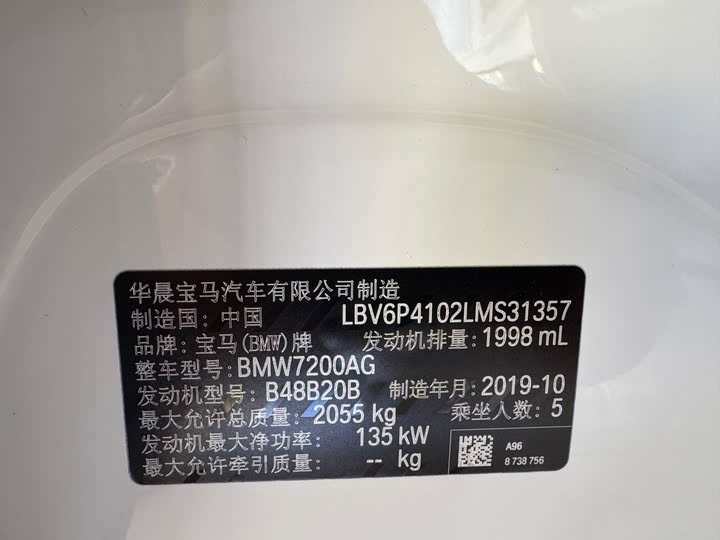 华晨宝马汽车有限公司制造
制造国: 中国 LBV6P4102LMS31357
品牌: 宝马(BMW)牌 发动机排量: 1998 mL
整车型号: BMW7200AG
发动机型号: B48B20B 制造年月: 2019-10
最大允许总质量: 2055 kg 乘坐人数: 5
发动机最大净功率: 135 kW
最大允许牵引质量: -- kg
A96
8 738 756